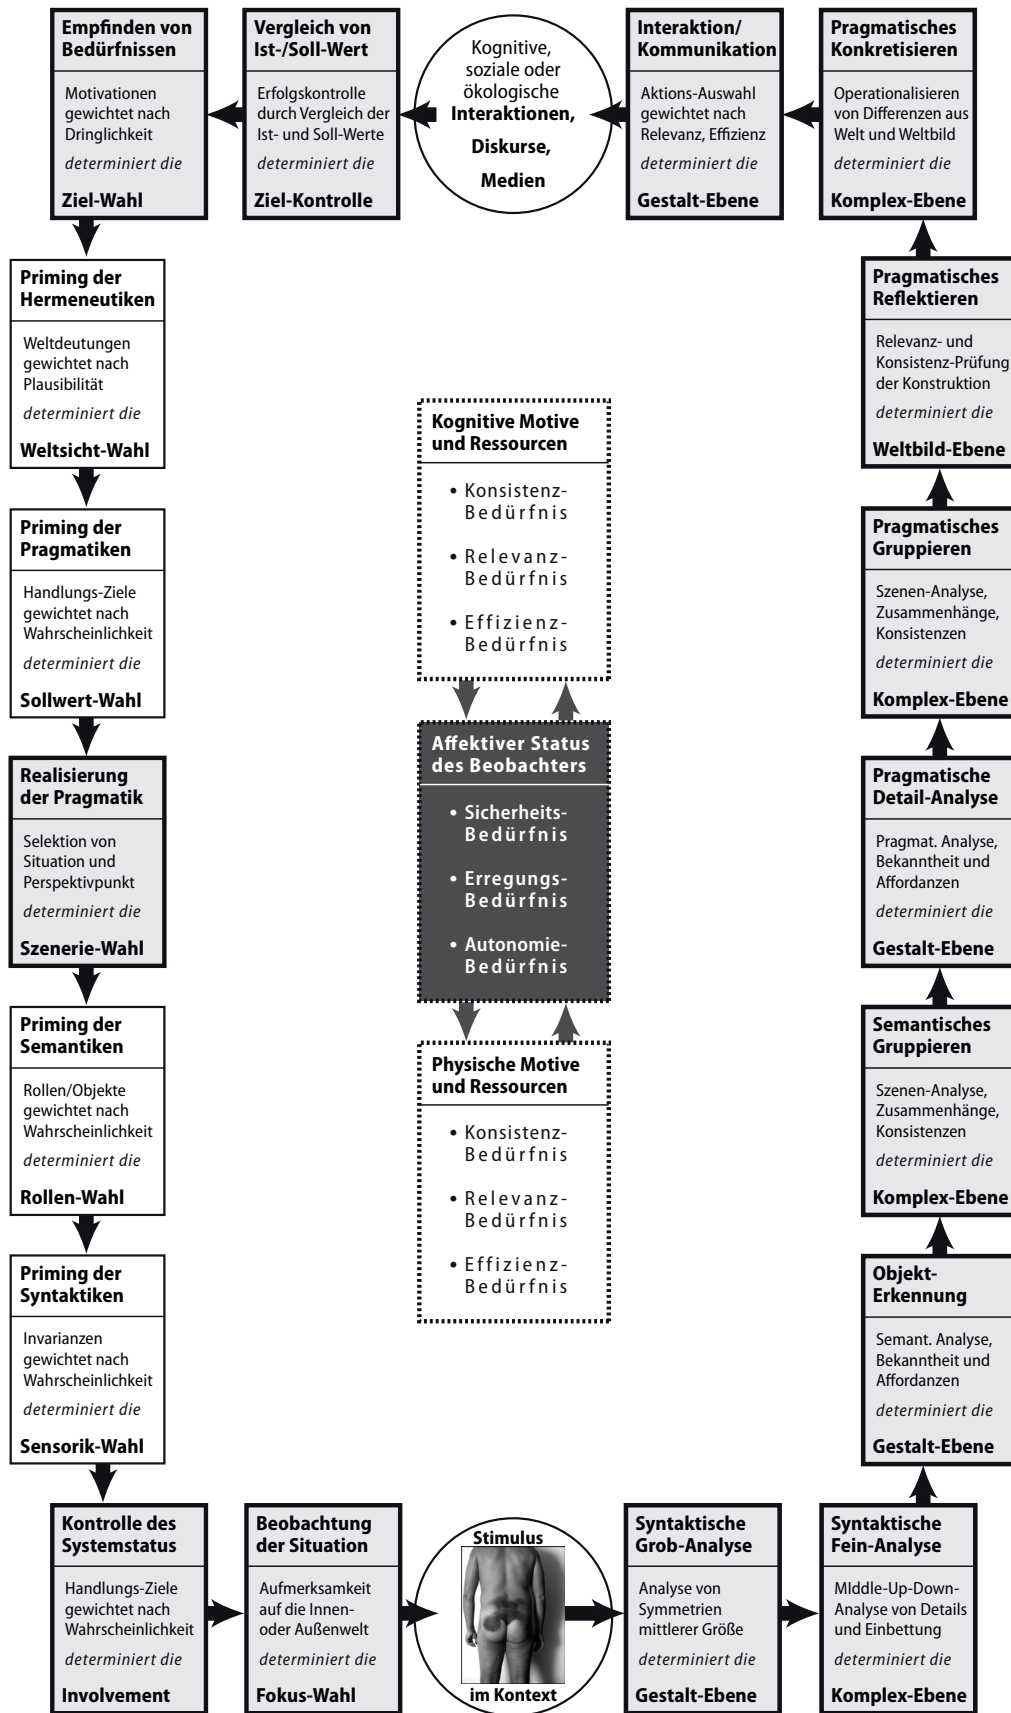 Empfinden von
Bedürfnissen
Motivationen
gewichtet nach
Dringlichkeit
determiniert die
Ziel-Wahl
Vergleich von
Ist-/Soll-Wert
Erfolgskontrolle
durch Vergleich der
Ist- und Soll-Werte
determiniert die
Ziel-Kontrolle
Kognitive,
soziale oder
ökologische
Interaktionen,
Diskurse,
Medien
Interaktion/
Kommunikation
Aktions-Auswahl
gewichtet nach
Relevanz, Effizienz
determiniert die
Gestalt-Ebene
Pragmatisches
Konkretisieren
Operationalisieren
von Differenzen aus
Welt und Weltbild
determiniert die
Komplex-Ebene
Priming der
Hermeneutiken
Weltdeutungen
gewichtet nach
Plausibilität
determiniert die
Weltsicht-Wahl
Priming der
Pragmatiken
Handlungs-Ziele
gewichtet nach
Wahrscheinlichkeit
determiniert die
Sollwert-Wahl
Realisierung
der Pragmatik
Selektion von
Situation und
Perspektivpunkt
determiniert die
Szenerie-Wahl
Priming der
Semantiken
Rollen/Objekte
gewichtet nach
Wahrscheinlichkeit
determiniert die
Rollen-Wahl
Priming der
Syntaktiken
Invarianzen
gewichtet nach
Wahrscheinlichkeit
determiniert die
Sensorik-Wahl
Kognitive Motive
und Ressourcen
• Konsistenz-
Bedürfnis
• Relevanz-
Bedürfnis
• Effizienz-
Bedürfnis
Affektiver Status
des Beobachters
• Sicherheits-
Bedürfnis
• Erregungs-
Bedürfnis
• Autonomie-
Bedürfnis
Physische Motive
und Ressourcen
• Konsistenz-
Bedürfnis
• Relevanz-
Bedürfnis
• Effizienz-
Bedürfnis
Pragmatisches
Reflektieren
Relevanz- und
Konsistenz-Prüfung
der Konstruktion
determiniert die
Weltbild-Ebene
Pragmatisches
Gruppieren
Szenen-Analyse,
Zusammenhänge,
Konsistenzen
determiniert die
Komplex-Ebene
Pragmatische
Detail-Analyse
Pragmat. Analyse,
Bekanntheit und
Affordanzen
determiniert die
Gestalt-Ebene
Semantisches
Gruppieren
Szenen-Analyse,
Zusammenhänge,
Konsistenzen
determiniert die
Komplex-Ebene
Objekt-
Erkennung
Semant. Analyse,
Bekanntheit und
Affordanzen
determiniert die
Gestalt-Ebene
Kontrolle des
Systemstatus
Handlungs-Ziele
gewichtet nach
Wahrscheinlichkeit
determiniert die
Involvement
Beobachtung
der Situation
Aufmerksamkeit
auf die Innen-
oder Außenwelt
determiniert die
Fokus-Wahl
Stimulus
im Kontext
Syntaktische
Grob-Analyse
Analyse von
Symmetrien
mittlerer Größe
determiniert die
Gestalt-Ebene
Syntaktische
Fein-Analyse
MIddle-Up-Down-
Analyse von Details
und Einbettung
determiniert die
Komplex-Ebene